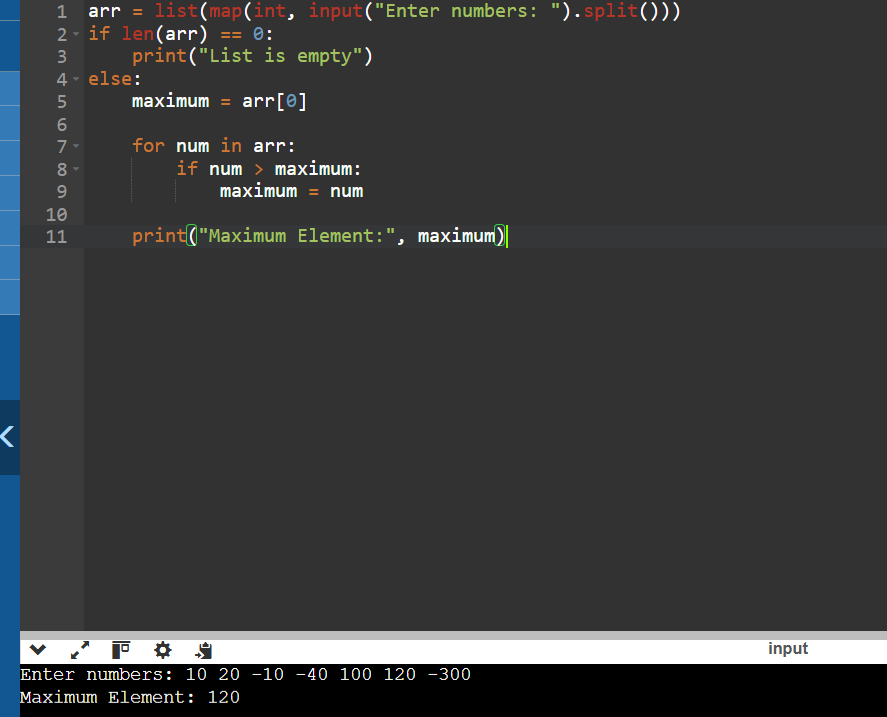 1 arr = list(map(int, input("Enter numbers: ").split()))
2 if len(arr) == 0:
3     print("List is empty")
4 else:
5     maximum = arr[0]
6
7     for num in arr:
8         if num > maximum:
9             maximum = num
10
11     print("Maximum Element:", maximum)
input
Enter numbers: 10 20 -10 -40 100 120 -300
Maximum Element: 120